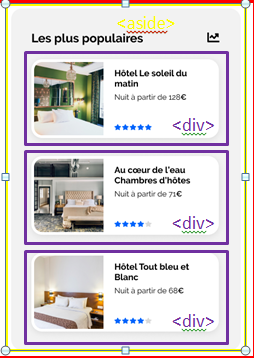 <aside>
Les plus populaires
Hôtel Le soleil du
matin
Nuit à partir de 128€
<div>
Au cœur de l'eau
Chambres d'hôtes
Nuit à partir de 71€
<div>
Hôtel Tout bleu et
Blanc
Nuit à partir de 68€
<div>